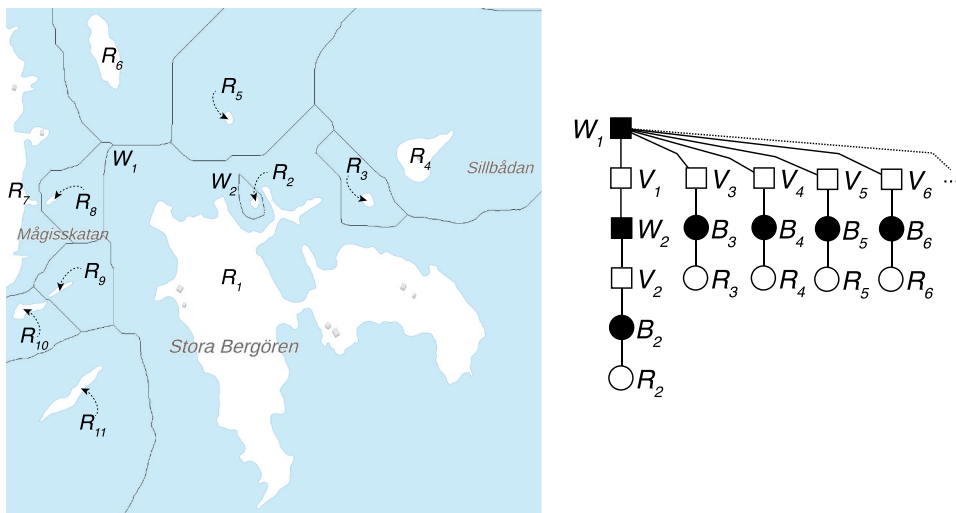 R6
R5
W1
R4
Sillbådan
R3
R2
W2
R7
R8
Mågisskatan
R9
R1
R10
Stora Bergören
R11
W1
V1 V3 V4 V5 V6 ...
W2 B3 B4 B5 B6
V2 R3 R4 R5 R6
B2
R2